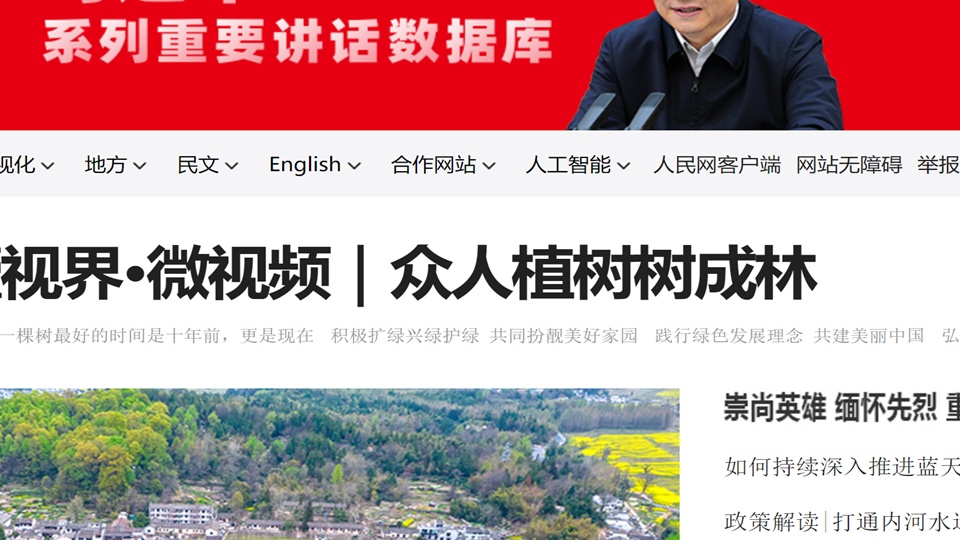 系列重要讲话数据库
视化 地方 民文 English 合作网站 人工智能 人民网客户端 网站无障碍 举报
视界·微视频｜众人植树树成林
一棵树最好的时间是十年前，更是现在 积极扩绿兴绿护绿 共同扮靓美好家园 践行绿色发展理念 共建美丽中国 弘
崇尚英雄 缅怀先烈 重
如何持续深入推进蓝天
政策解读|打通内河水运